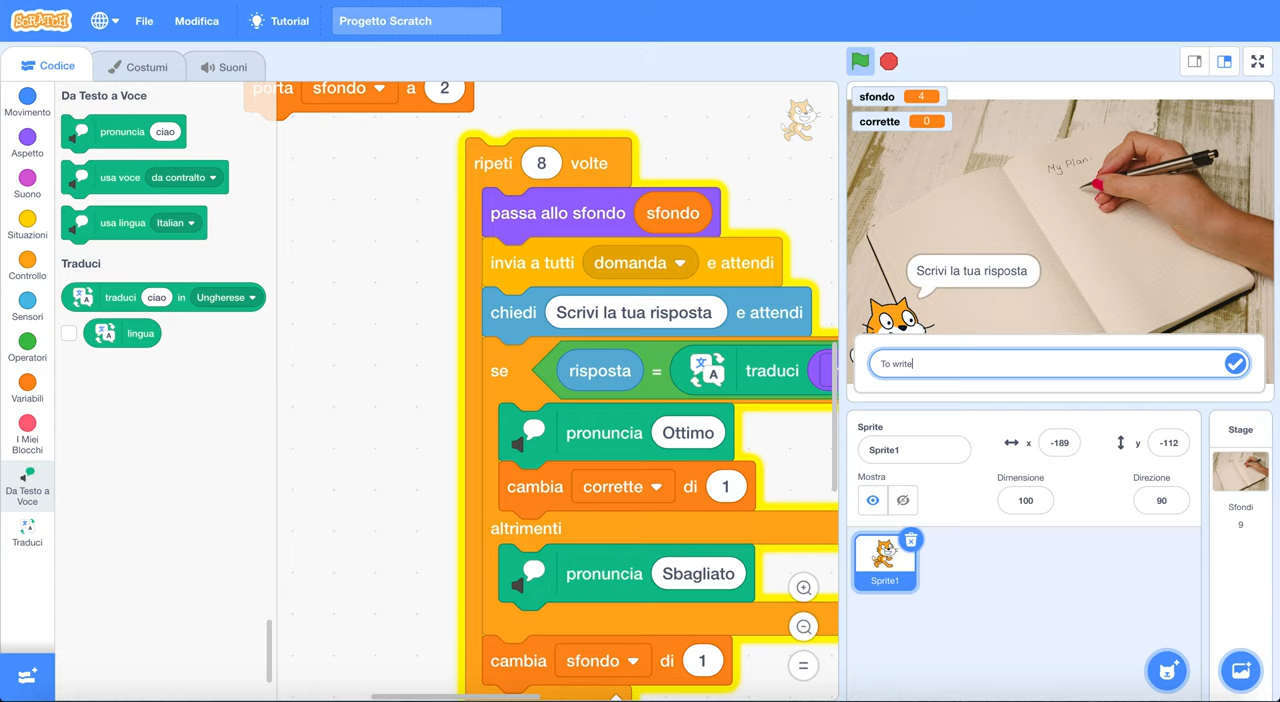 SCRATCH
File
Modifica
Tutorial
Progetto Scratch
Codice
Costumi
Suoni
Movimento
Aspetto
Suono
Situazioni
Controllo
Sensori
Operatori
Variabili
I Miei
Blocchi
Da Testo a
Voce
Traduci
Da Testo a Voce
pronuncia ciao
usa voce da contralto
usa lingua Italian
Traduci
traduci ciao in Ungherese
lingua
porta sfondo a 2
ripeti 8 volte
passa allo sfondo sfondo
invia a tutti domanda e attendi
chiedi Scrivi la tua risposta e attendi
se risposta = traduci
pronuncia Ottimo
cambia corrette di 1
altrimenti
pronuncia Sbagliato
cambia sfondo di 1
sfondo 4
corrette 0
My Plan:
Scrivi la tua risposta
To write
Sprite
Sprite1
x -189
y -112
Mostra
Dimensione
100
Direzione
90
Sprite1
Stage
Sfondi
9